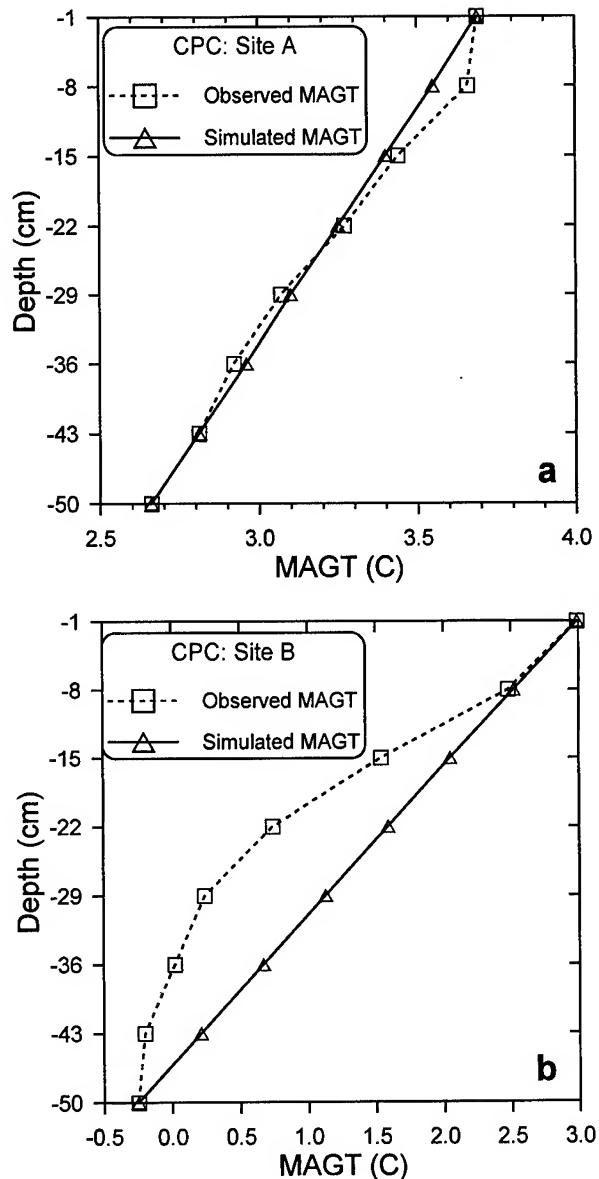 -1
CPC: Site A
Observed MAGT
Simulated MAGT
-8
-15
-22
-29
-36
-43
-50
Depth (cm)
a
2.5 3.0 3.5 4.0
MAGT (C)
-1
CPC: Site B
Observed MAGT
Simulated MAGT
-8
-15
-22
-29
-36
-43
-50
Depth (cm)
b
-0.5 0.0 0.5 1.0 1.5 2.0 2.5 3.0
MAGT (C)